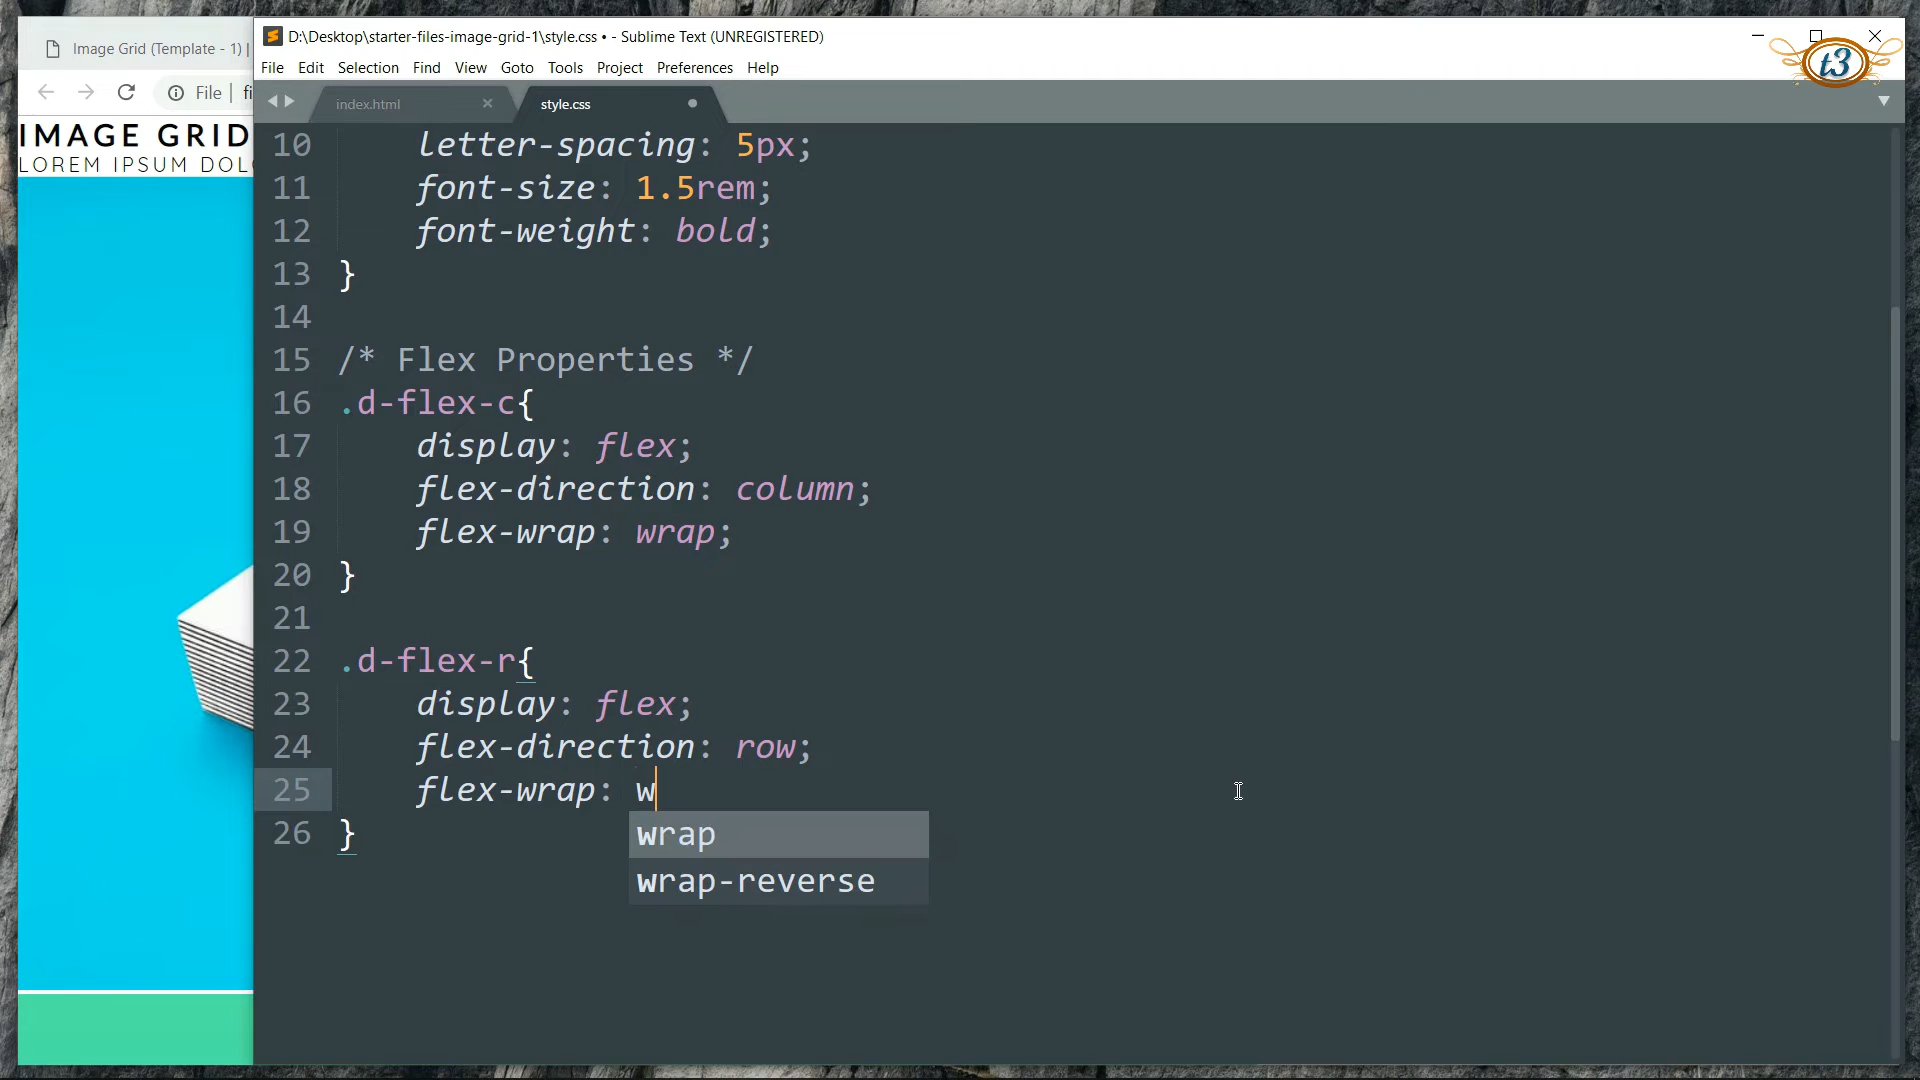 Image Grid (Template - 1) |
File | fi
IMAGE GRID
LOREM IPSUM DOL
D:\Desktop\starter-files-image-grid-1\style.css • - Sublime Text (UNREGISTERED)
t3
File Edit Selection Find View Goto Tools Project Preferences Help
index.html
style.css
10 letter-spacing: 5px;
11 font-size: 1.5rem;
12 font-weight: bold;
13 }
14
15 /* Flex Properties */
16 .d-flex-c{
17 display: flex;
18 flex-direction: column;
19 flex-wrap: wrap;
20 }
21
22 .d-flex-r{
23 display: flex;
24 flex-direction: row;
25 flex-wrap: w
26 }
wrap
wrap-reverse